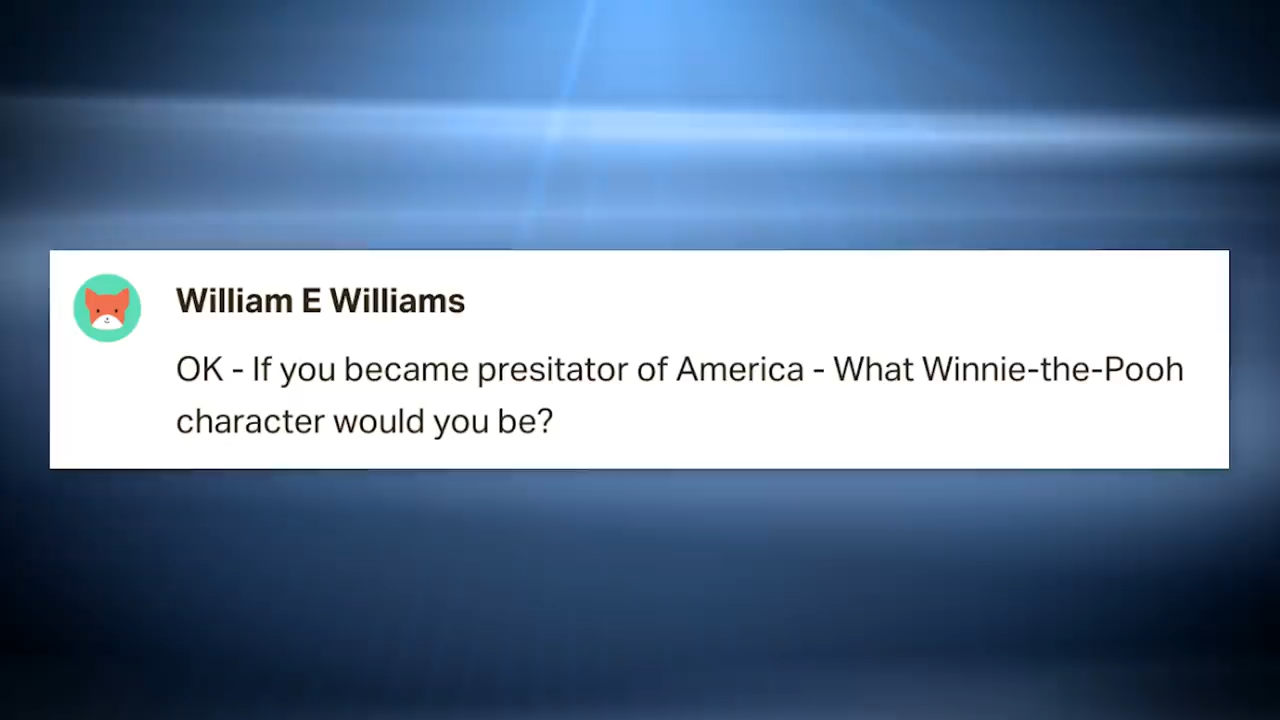 William E Williams
OK - If you became presitator of America - What Winnie-the-Pooh
character would you be?